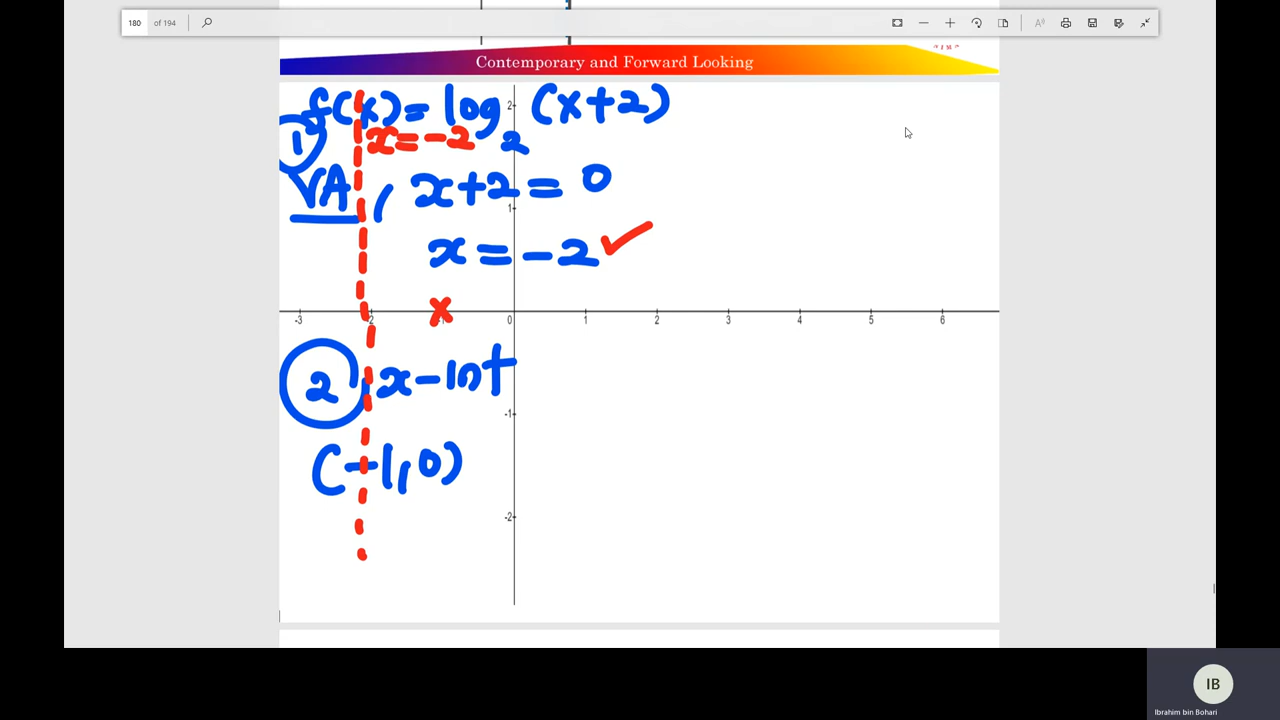 180 of 194
Contemporary and Forward Looking
f(x) = log₂ (x+2)
① x = -2
VA, x+2 = 0
x = -2 ✓
x
2
1
-3 -2 -1 0 1 2 3 4 5 6
② x-int
-1
(-1,0)
-2
IB
Ibrahim bin Bohari